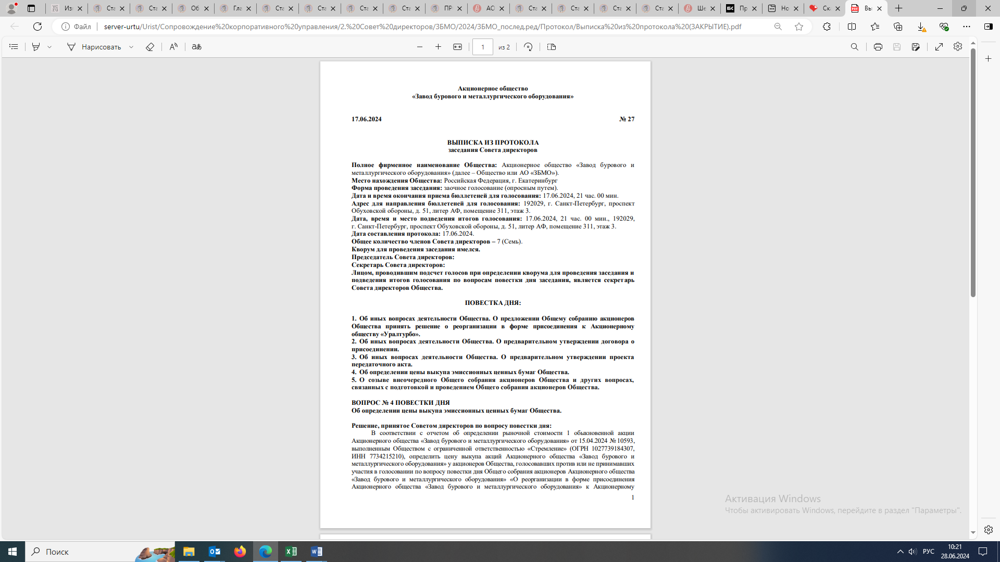 Из
Ста
Ста
Об
Гла
Ста
Ста
Ста
Ста
ПР
АО
Ста
Ста
Ста
Ста
Ше
Пр
Но
Ска
Вы
Файл
server-urtu/Urist/Сопровождение%20корпоративного%20управления/2.%20Совет%20директоров/ЗБМО/2024/ЗБМО_послед.ред/Протокол/Выписка%20из%20протокола%20(ЗАКРЫТИЕ).pdf
Нарисовать
1
из 2
Акционерное общество
«Завод бурового и металлургического оборудования»
17.06.2024 № 27
ВЫПИСКА ИЗ ПРОТОКОЛА
заседания Совета директоров
Полное фирменное наименование Общества: Акционерное общество «Завод бурового и
металлургического оборудования» (далее – Общество или АО «ЗБМО»).
Место нахождения Общества: Российская Федерация, г. Екатеринбург
Форма проведения заседания: заочное голосование (опросным путем).
Дата и время окончания приема бюллетеней для голосования: 17.06.2024, 21 час. 00 мин.
Адрес для направления бюллетеней для голосования: 192029, г. Санкт-Петербург, проспект
Обуховской обороны, д. 51, литер АФ, помещение 311, этаж 3.
Дата, время и место подведения итогов голосования: 17.06.2024, 21 час. 00 мин., 192029,
г. Санкт-Петербург, проспект Обуховской обороны, д. 51, литер АФ, помещение 311, этаж 3.
Дата составления протокола: 17.06.2024.
Общее количество членов Совета директоров – 7 (Семь).
Кворум для проведения заседания имелся.
Председатель Совета директоров:
Секретарь Совета директоров:
Лицом, проводившим подсчет голосов при определении кворума для проведения заседания и
подведения итогов голосования по вопросам повестки дня заседания, является секретарь
Совета директоров Общества.
ПОВЕСТКА ДНЯ:
1. Об иных вопросах деятельности Общества. О предложении Общему собранию акционеров
Общества принять решение о реорганизации в форме присоединения к Акционерному
обществу «Уралтурбо».
2. Об иных вопросах деятельности Общества. О предварительном утверждении договора о
присоединении.
3. Об иных вопросах деятельности Общества. О предварительном утверждении проекта
передаточного акта.
4. Об определении цены выкупа эмиссионных ценных бумаг Общества.
5. О созыве внеочередного Общего собрания акционеров Общества и других вопросах,
связанных с подготовкой и проведением Общего собрания акционеров Общества.
ВОПРОС № 4 ПОВЕСТКИ ДНЯ
Об определении цены выкупа эмиссионных ценных бумаг Общества.
Решение, принятое Советом директоров по вопросу повестки дня:
В соответствии с отчетом об определении рыночной стоимости 1 обыкновенной акции
Акционерного общества «Завод бурового и металлургического оборудования» от 15.04.2024 № 10593,
выполненным Обществом с ограниченной ответственностью «Стремление» (ОГРН 1027739184307,
ИНН 7734215210), определить цену выкупа акций Акционерного общества «Завод бурового и
металлургического оборудования» у акционеров Общества, голосовавших против или не принимавших
участия в голосовании по вопросу повестки дня Общего собрания акционеров Акционерного общества
«Завод бурового и металлургического оборудования» «О реорганизации в форме присоединения
Акционерного общества «Завод бурового и металлургического оборудования» к Акционерному
1
Активация Windows
Чтобы активировать Windows, перейдите в раздел "Параметры".
Поиск
РУС
10:21
28.06.2024